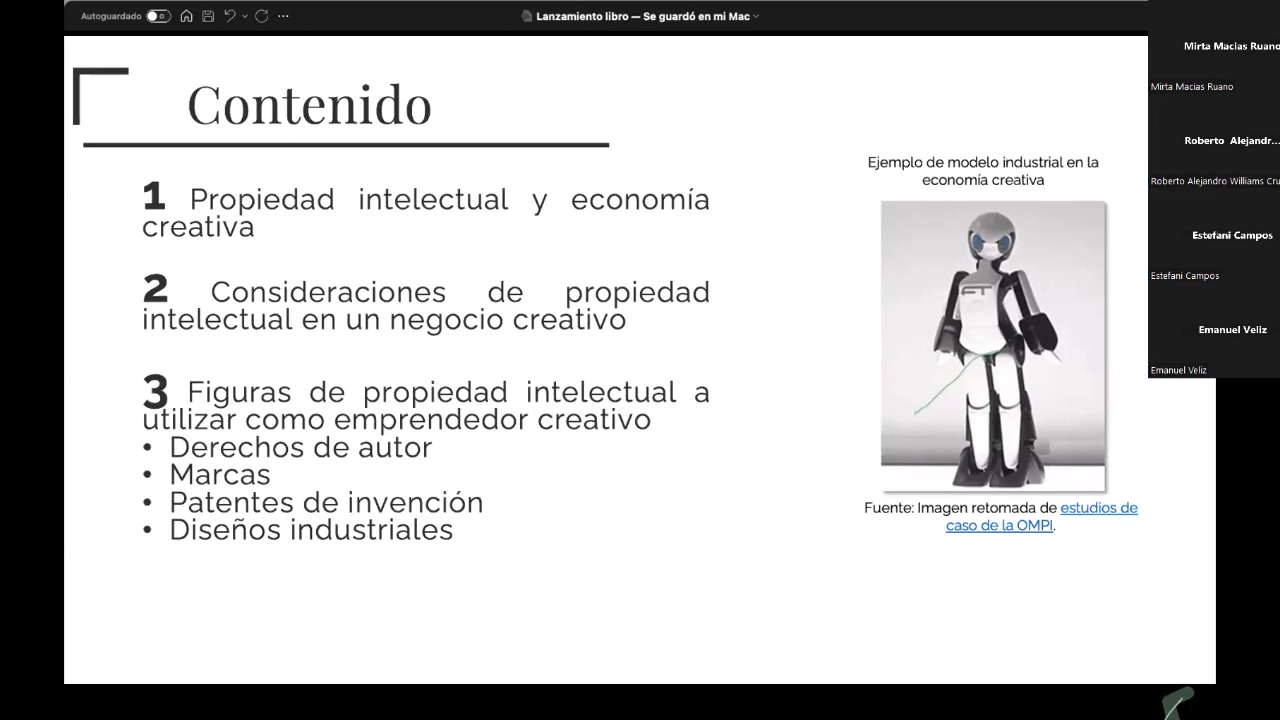 Autoguardado
Lanzamiento libro — Se guardó en mi Mac
Contenido
1 Propiedad intelectual y economía
creativa
2 Consideraciones de propiedad
intelectual en un negocio creativo
3 Figuras de propiedad intelectual a
utilizar como emprendedor creativo
• Derechos de autor
• Marcas
• Patentes de invención
• Diseños industriales
Ejemplo de modelo industrial en la
economía creativa
Fuente: Imagen retomada de estudios de
caso de la OMPI.
Mirta Macias Ruano
Mirta Macias Ruano
Roberto Alejandr...
Roberto Alejandro Williams Cru
Estefani Campos
Estefani Campos
Emanuel Veliz
Emanuel Veliz